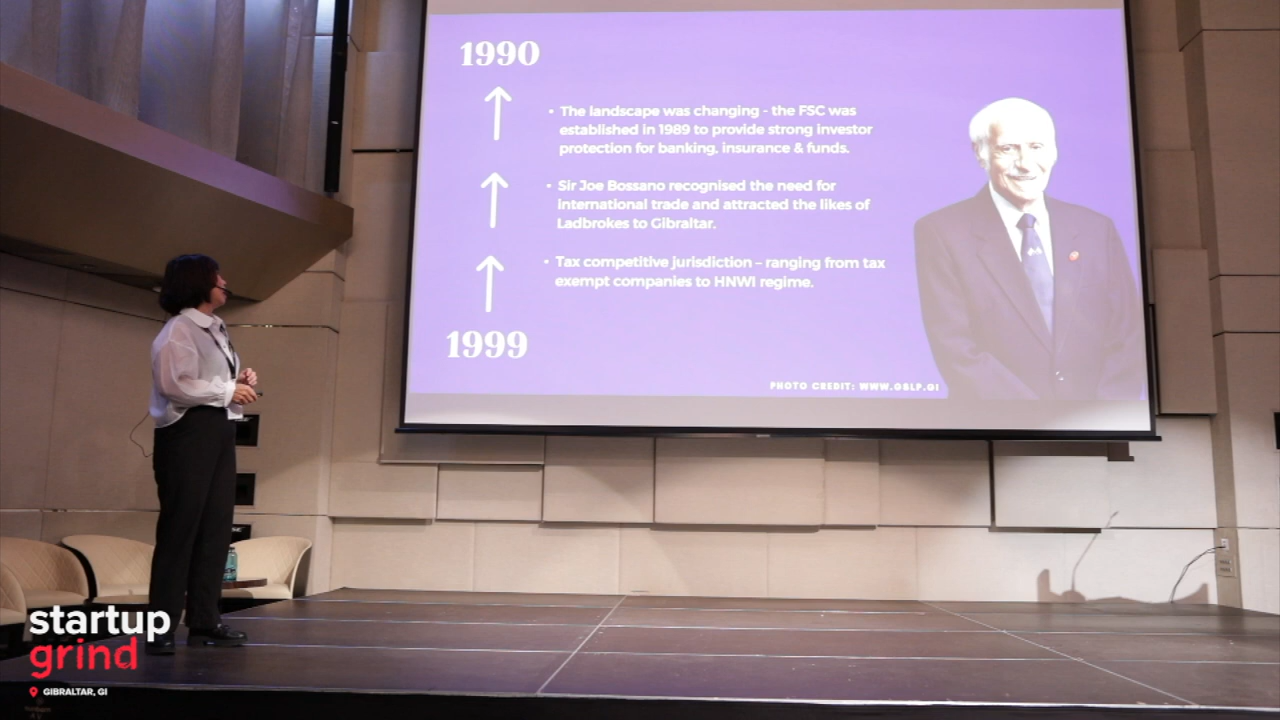 1990
• The landscape was changing - the FSC was
established in 1989 to provide strong investor
protection for banking, insurance & funds.
• Sir Joe Bossano recognised the need for
international trade and attracted the likes of
Ladbrokes to Gibraltar.
• Tax competitive jurisdiction – ranging from tax
exempt companies to HNWI regime.
1999
PHOTO CREDIT: WWW.GSLP.GI
startup
grind
GIBRALTAR, GI